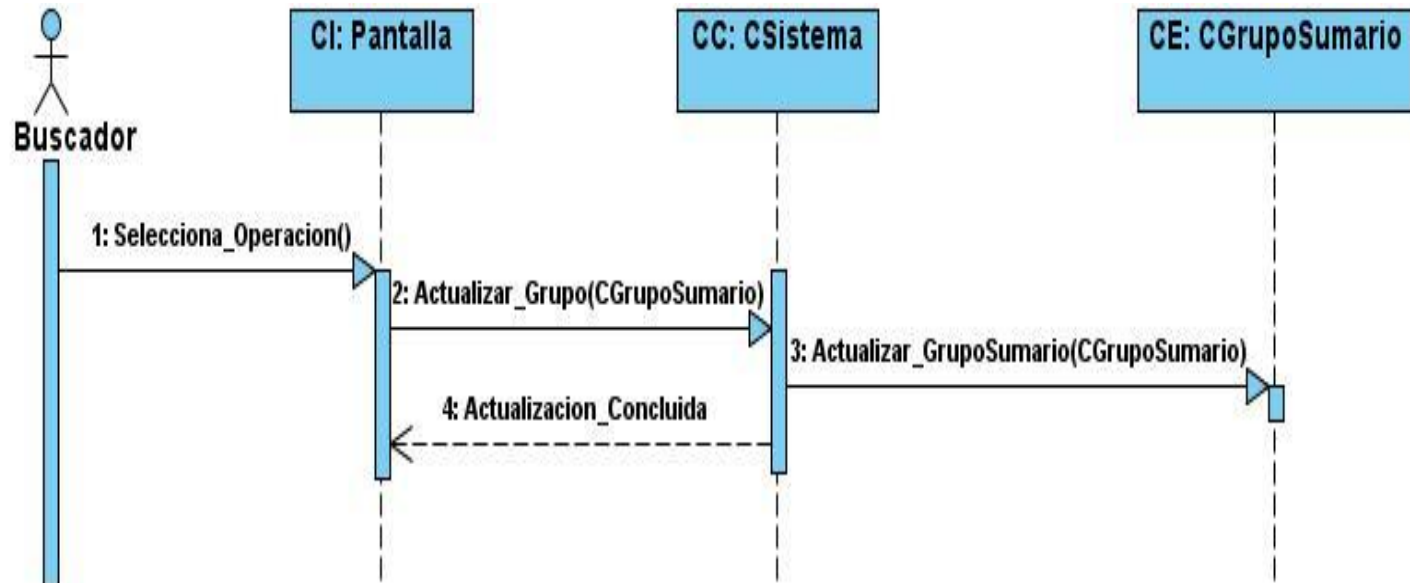 CI: Pantalla
CC: CSistema
CE: CGrupoSumario
Buscador
1: Selecciona_Operacion()
2: Actualizar_Grupo(CGrupoSumario)
3: Actualizar_GrupoSumario(CGrupoSumario)
4: Actualizacion_Concluida